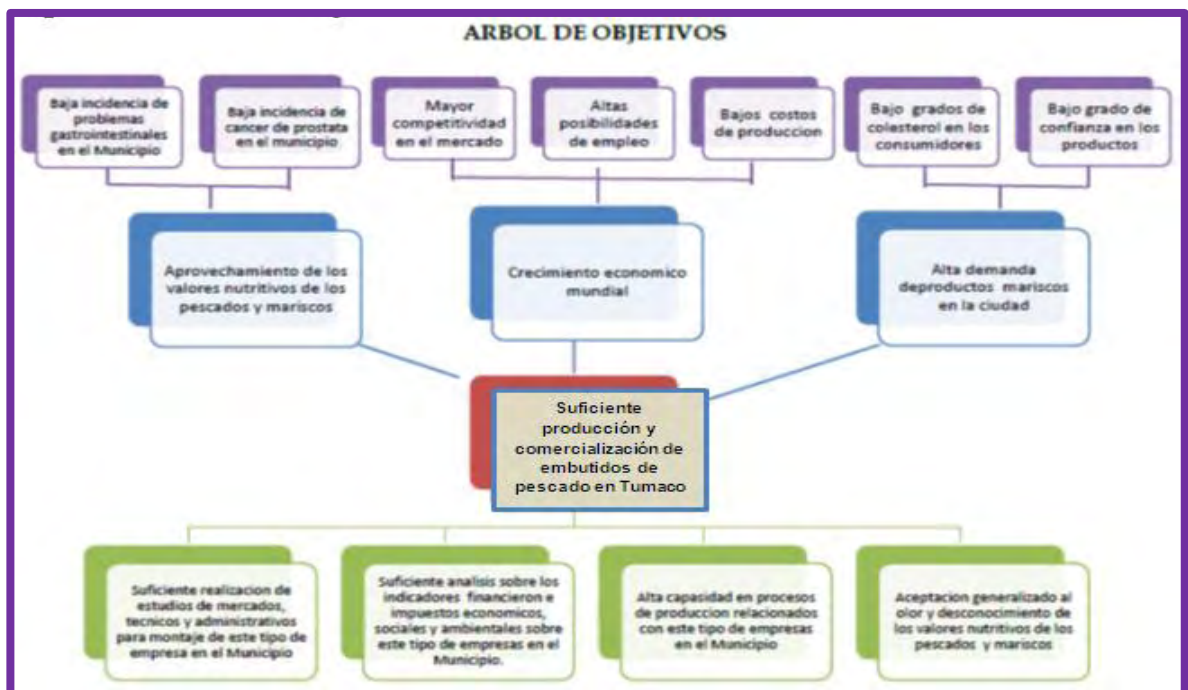 ARBOL DE OBJETIVOS
Baja incidencia de
problemas
gastrointestinales
en el Municipio
Baja incidencia de
cancer de prostata
en el municipio
Mayor
competitividad
en el mercado
Altas
posibilidades
de empleo
Bajos costos
de produccion
Bajo grados de
colesterol en los
consumidores
Bajo grado de
confianza en los
productos
Aprovechamiento de los
valores nutritivos de los
pescados y mariscos
Crecimiento economico
mundial
Alta demanda
deproductos mariscos
en la ciudad
Suficiente
producción y
comercialización de
embutidos de
pescado en Tumaco
Suficiente realizacion de
estudios de mercados,
tecnicos y administrativos
para montaje de este tipo de
empresa en el Municipio
Suficiente analisis sobre los
indicadores financieron e
impuestos economicos,
sociales y ambientales sobre
este tipo de empresas en el
Municipio.
Alta capacidad en procesos
de produccion relacionados
con este tipo de empresas
en el Municipio
Aceptacion generalizado al
olor y desconocimiento de
los valores nutritivos de los
pescados y mariscos